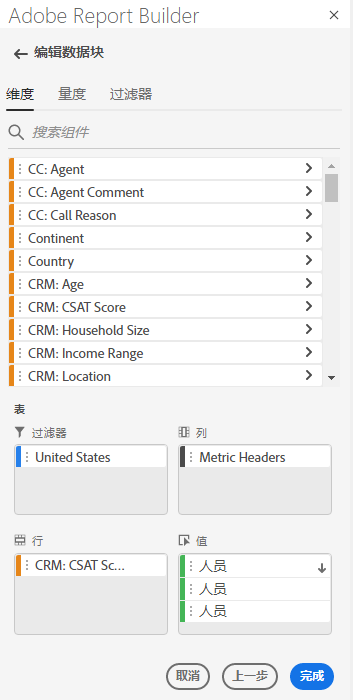 Adobe Report Builder
编辑数据块
维度 量度 过滤器
搜索组件
CC: Agent
CC: Agent Comment
CC: Call Reason
Continent
Country
CRM: Age
CRM: CSAT Score
CRM: Household Size
CRM: Income Range
CRM: Location
表
过滤器 列
United States Metric Headers
行 值
CRM: CSAT Sc... 人员
人员
人员
取消 上一步 完成